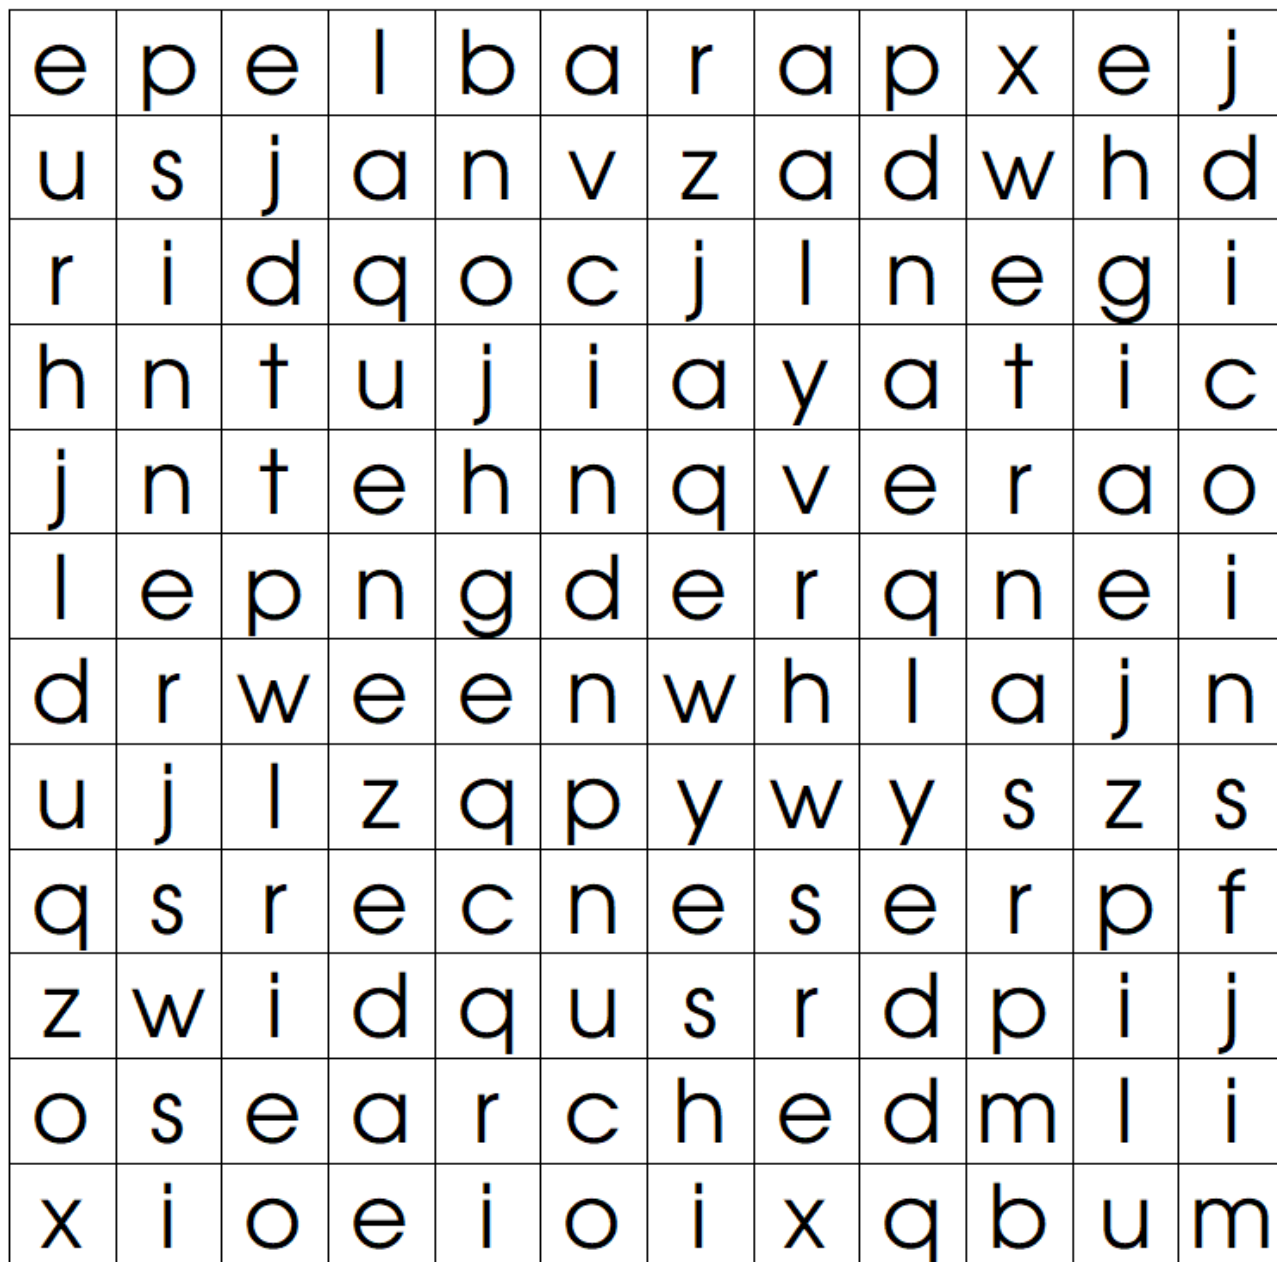 e p e l b a r a p x e j
u s j a n v z a d w h d
r i d q o c j l n e g i
h n t u j i a y a t i c
j n t e h n q v e r a o
l e p n g d e r q n e i
d r w e e n w h l a j n
u j l z q p y w y s z s
q s r e c n e s e r p f
z w i d q u s r d p i j
o s e a r c h e d m l i
x i o e i o i x q b u m